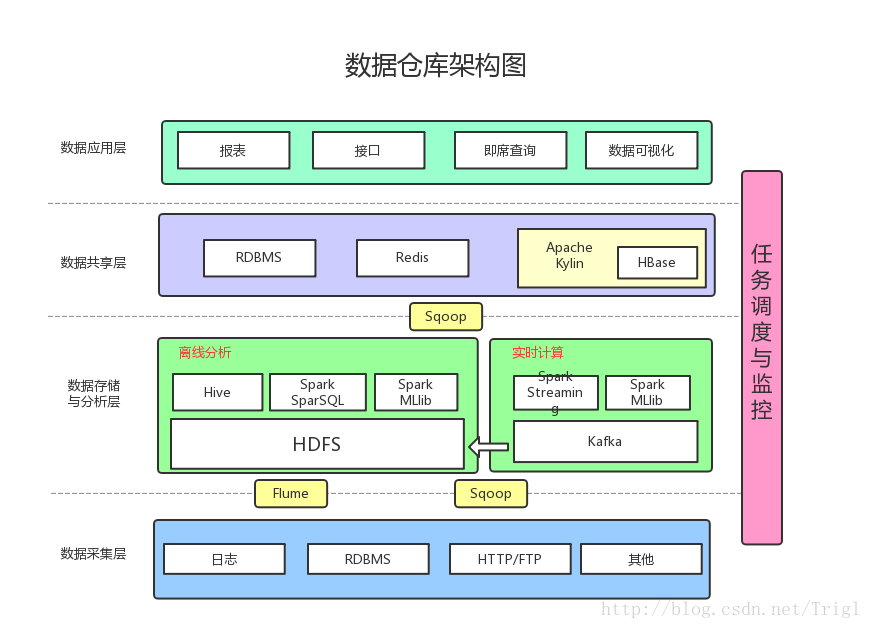 数据仓库架构图
数据应用层
报表
接口
即席查询
数据可视化
数据共享层
RDBMS
Redis
Apache
Kylin
HBase
Sqoop
数据存储
与分析层
离线分析
Hive
Spark
SparSQL
Spark
MLlib
HDFS
实时计算
Spark
Streamin
g
Spark
MLlib
Kafka
Flume
Sqoop
数据采集层
日志
RDBMS
HTTP/FTP
其他
任务调度与监控
http://blog.csdn.net/Trigl